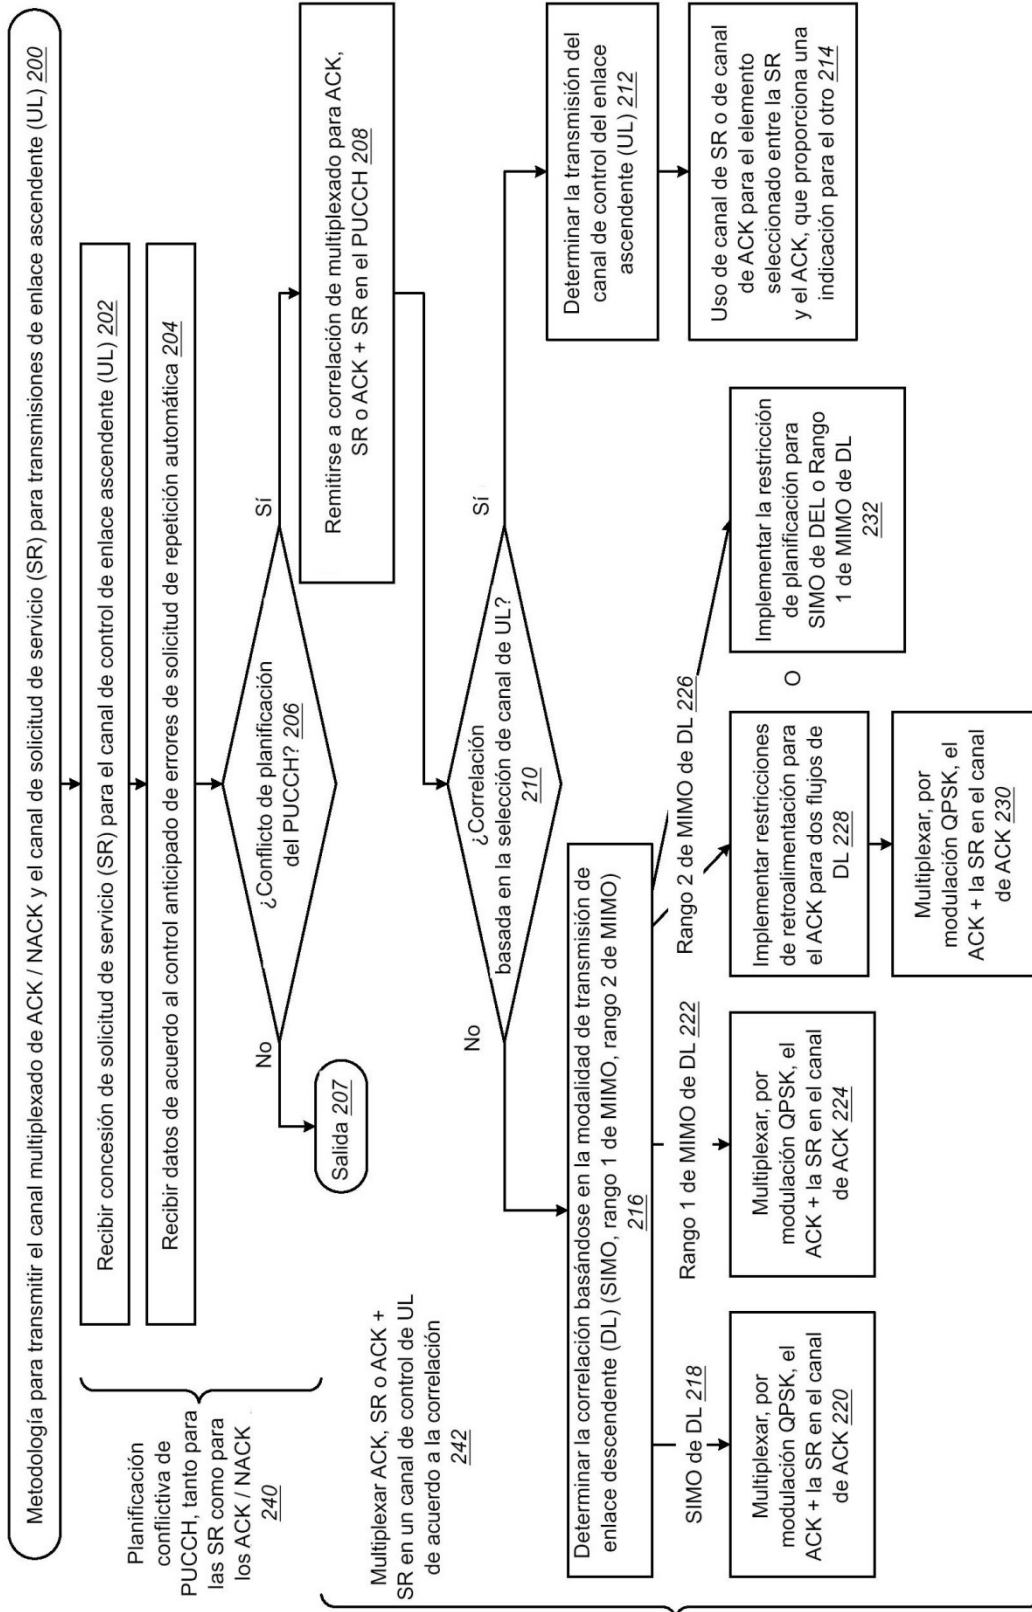 Metodología para transmitir el canal multiplexado de ACK / NACK y el canal de solicitud de servicio (SR) para transmisiones de enlace ascendente (UL) 200
Recibir concesión de solicitud de servicio (SR) para el canal de control de enlace ascendente (UL) 202
Recibir datos de acuerdo al control anticipado de errores de solicitud de repetición automática 204
Planificación
conflictiva de
PUCCH, tanto para
las SR como para
los ACK / NACK
240
¿Conflicto de planificación
del PUCCH? 206
No
Sí
Salida 207
Remitirse a correlación de multiplexado para ACK,
SR o ACK + SR en el PUCCH 208
Multiplexar ACK, SR o ACK +
SR en un canal de control de UL
de acuerdo a la correlación
242
¿Correlación
basada en la selección de canal de UL?
210
No
Sí
Determinar la transmisión del
canal de control del enlace
ascendente (UL) 212
Uso de canal de SR o de canal
de ACK para el elemento
seleccionado entre la SR
y el ACK, que proporciona una
indicación para el otro 214
Determinar la correlación basándose en la modalidad de transmisión de
enlace descendente (DL) (SIMO, rango 1 de MIMO, rango 2 de MIMO)
216
SIMO de DL 218
Rango 1 de MIMO de DL 222
Rango 2 de MIMO de DL 226
Multiplexar, por
modulación QPSK, el
ACK + la SR en el canal
de ACK 220
Multiplexar, por
modulación QPSK, el
ACK + la SR en el canal
de ACK 224
Implementar restricciones
de retroalimentación para
el ACK para dos flujos de
DL 228
O
Implementar la restricción
de planificación para
SIMO de DEL o Rango
1 de MIMO de DL
232
Multiplexar, por
modulación QPSK, el
ACK + la SR en el canal
de ACK 230